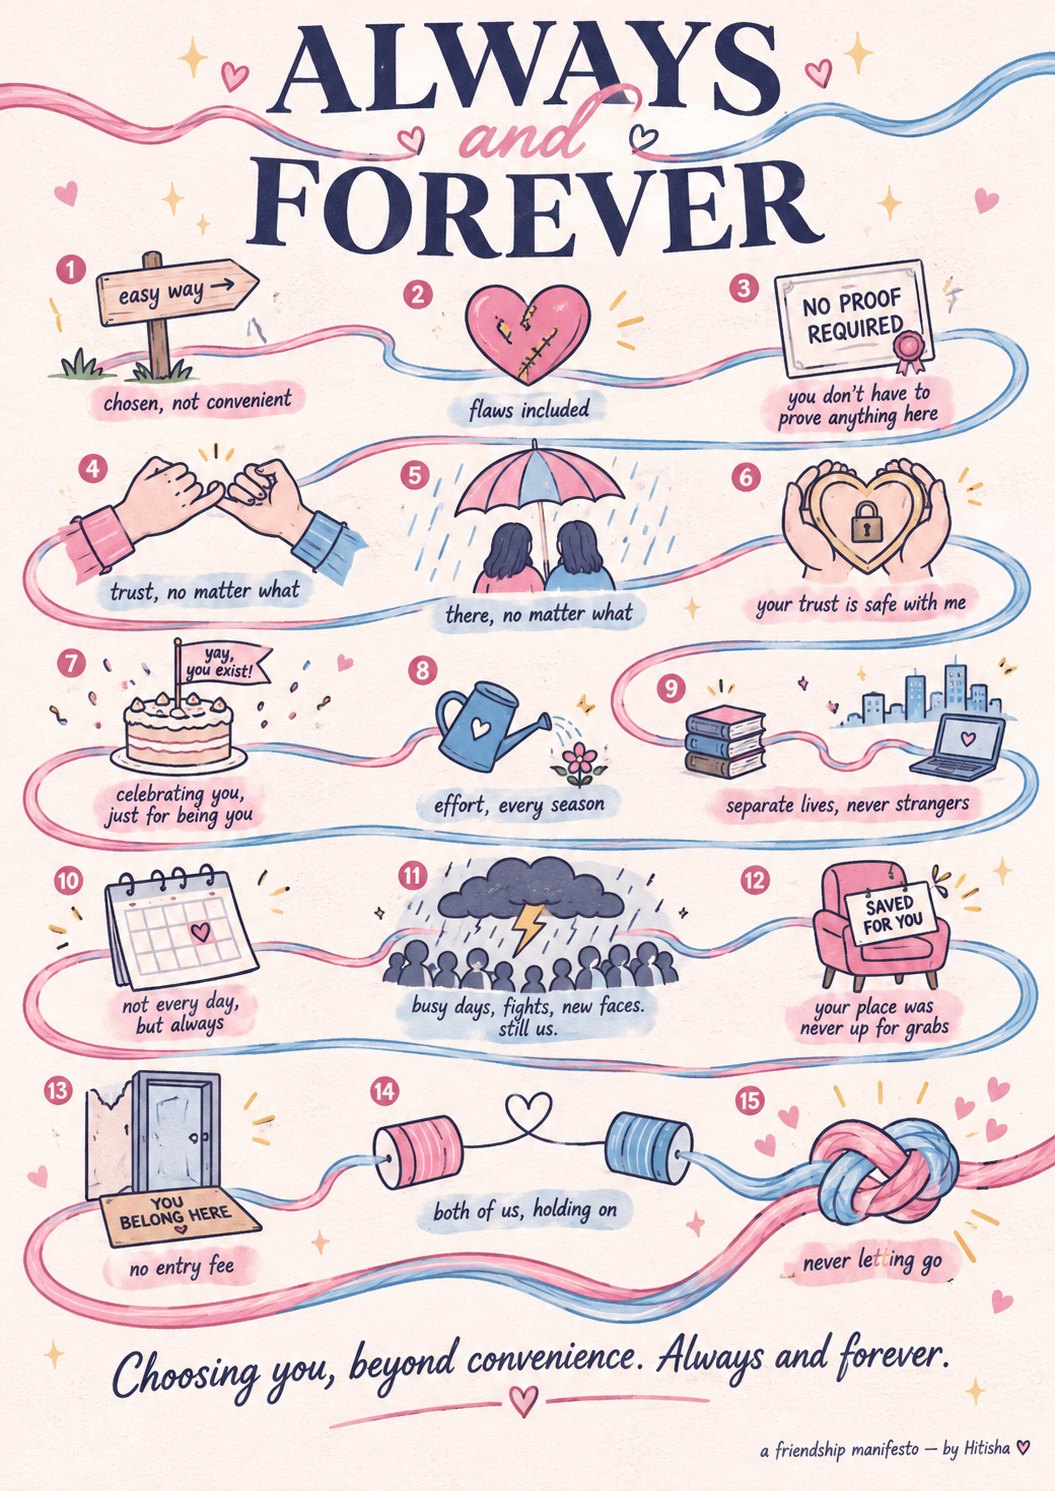 ALWAYS
and
FOREVER
1
easy way →
chosen, not convenient
2
flaws included
3
NO PROOF
REQUIRED
you don't have to
prove anything here
4
trust, no matter what
5
there, no matter what
6
your trust is safe with me
7
yay,
you exist!
celebrating you,
just for being you
8
effort, every season
9
separate lives, never strangers
10
not every day,
but always
11
busy days, fights, new faces.
still us.
12
SAVED
FOR YOU
your place was
never up for grabs
13
YOU
BELONG HERE
no entry fee
14
both of us, holding on
15
never letting go
Choosing you, beyond convenience. Always and forever.
a friendship manifesto — by Hitisha